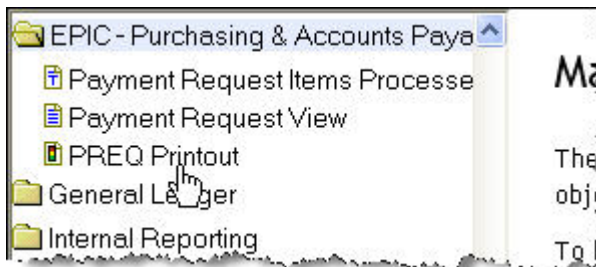 EPIC - Purchasing & Accounts Paya
Payment Request Items Processe
Payment Request View
PREQ Printout
General Ledger
Internal Reporting
Ma
The
obj
To